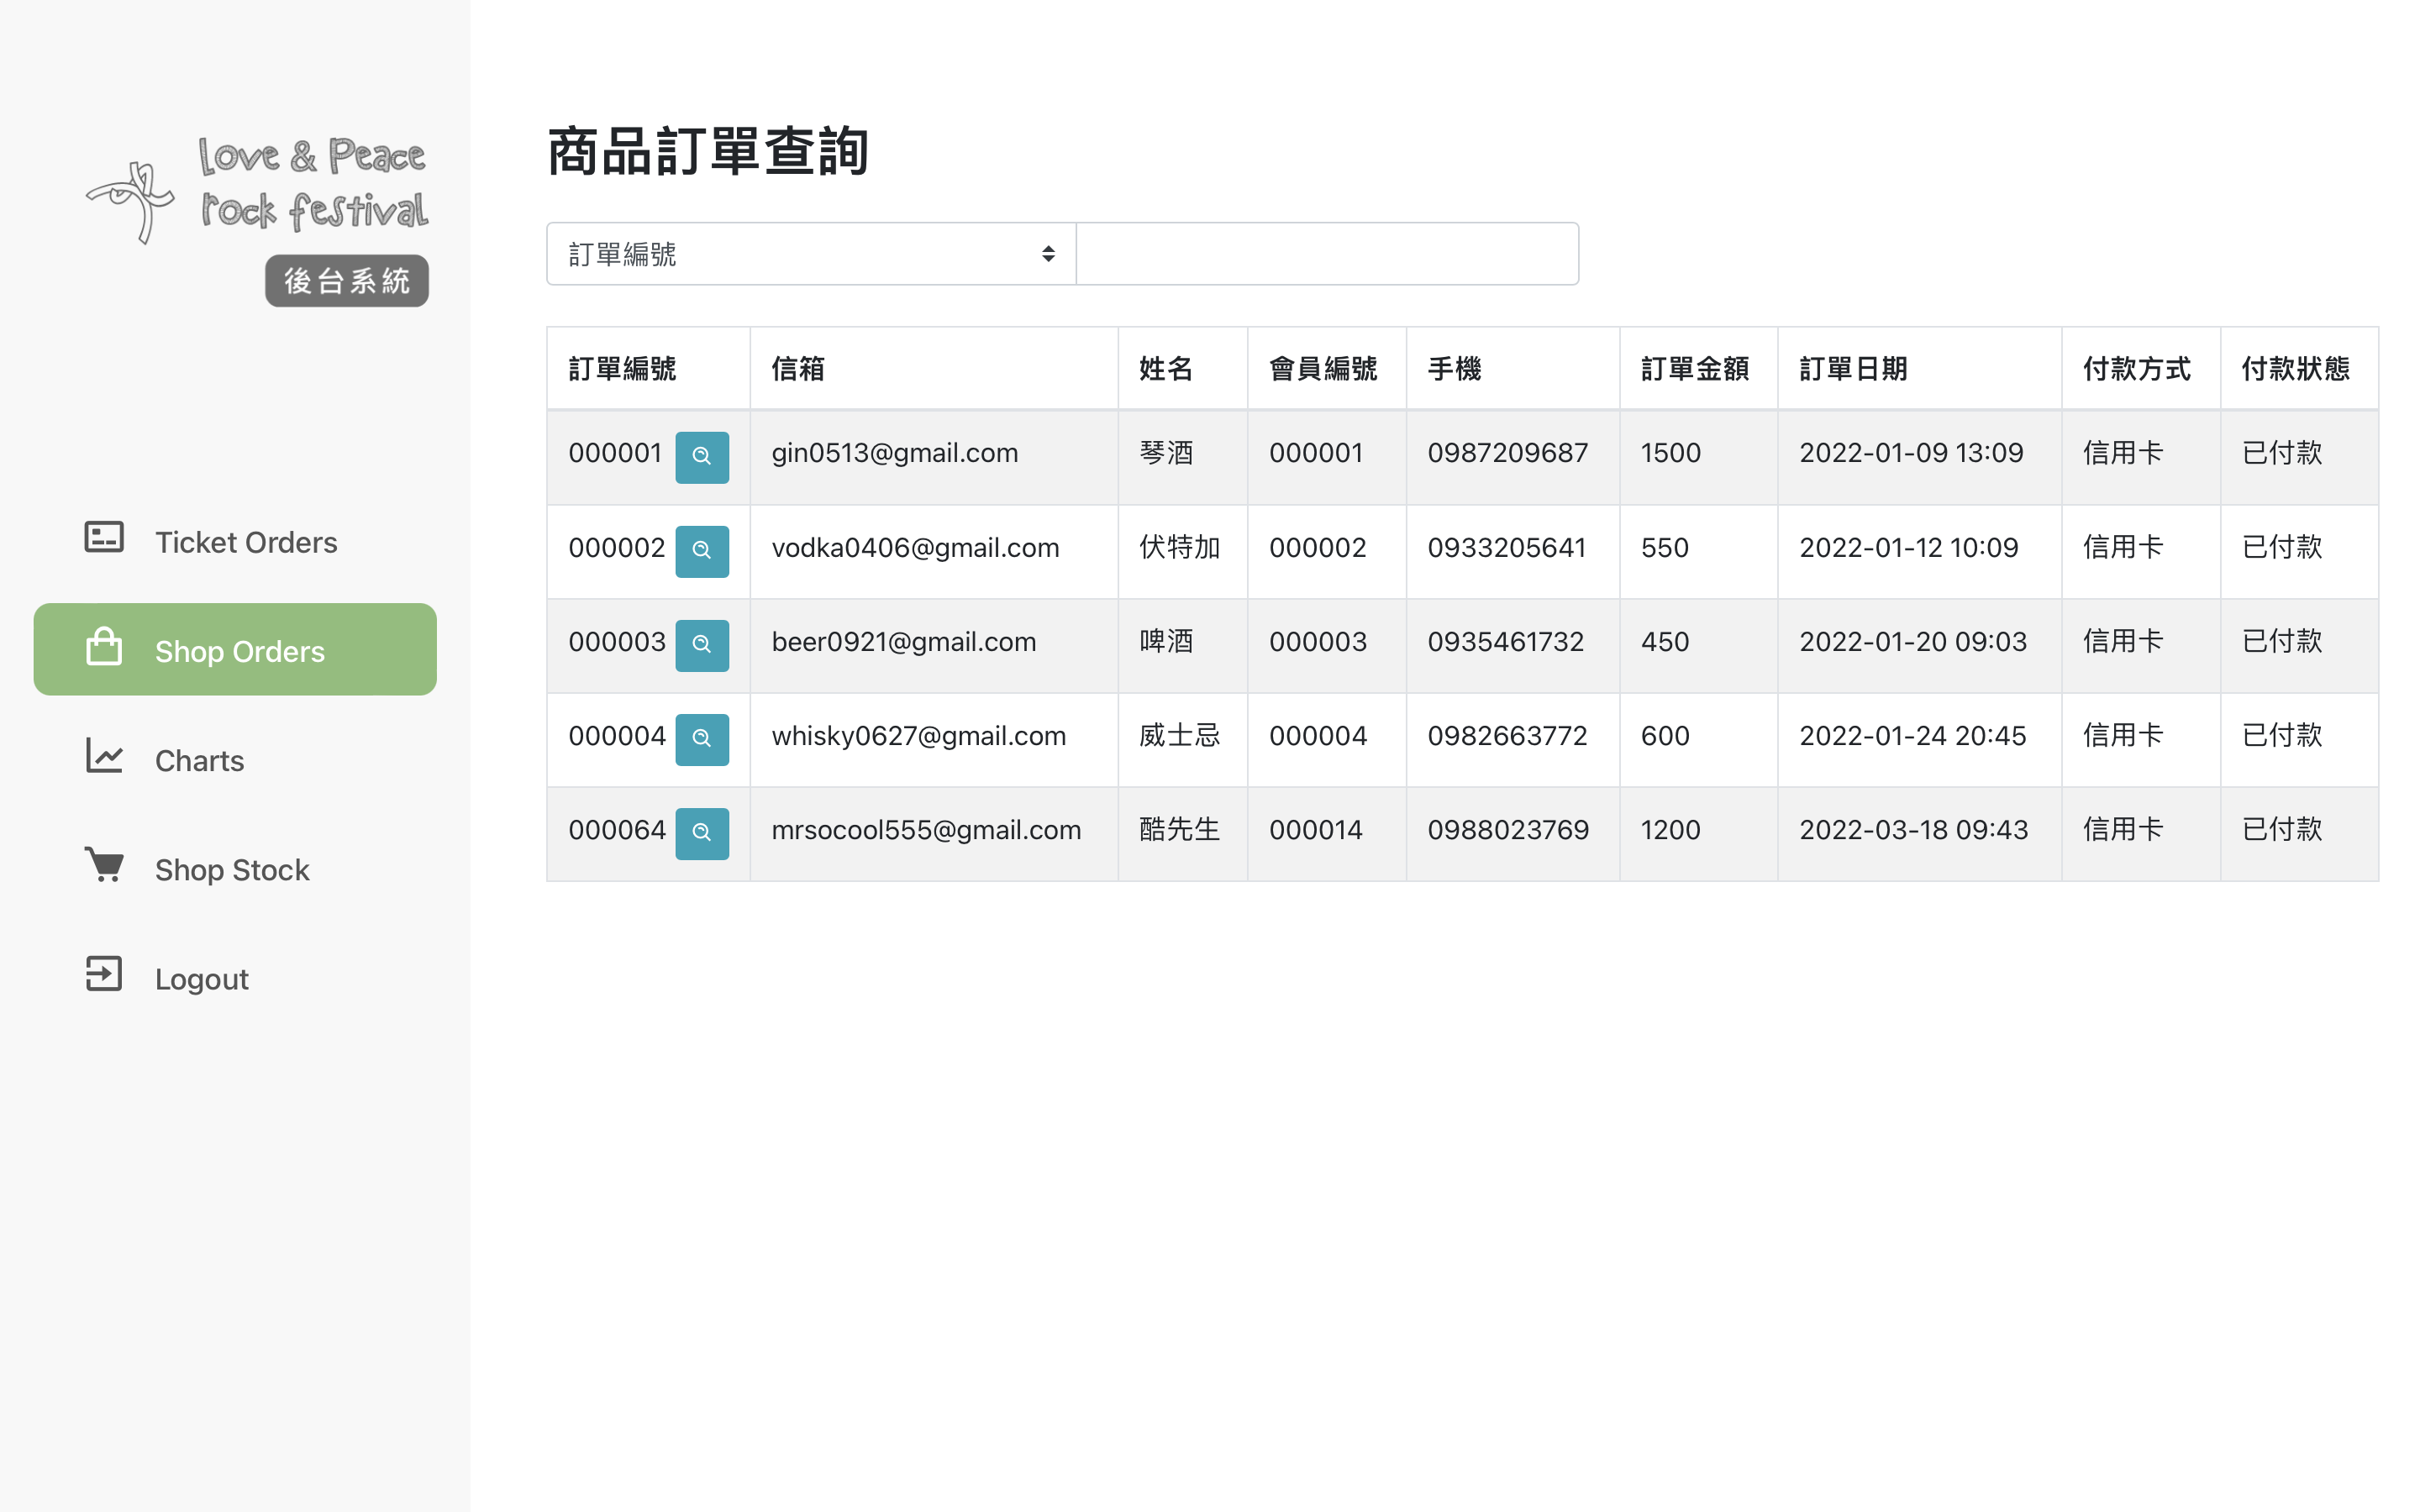 Love & Peace
rock festival
後台系統
Ticket Orders
Shop Orders
Charts
Shop Stock
Logout
商品訂單查詢
訂單編號
訂單編號 信箱 姓名 會員編號 手機 訂單金額 訂單日期 付款方式 付款狀態
000001 gin0513@gmail.com 琴酒 000001 0987209687 1500 2022-01-09 13:09 信用卡 已付款
000002 vodka0406@gmail.com 伏特加 000002 0933205641 550 2022-01-12 10:09 信用卡 已付款
000003 beer0921@gmail.com 啤酒 000003 0935461732 450 2022-01-20 09:03 信用卡 已付款
000004 whisky0627@gmail.com 威士忌 000004 0982663772 600 2022-01-24 20:45 信用卡 已付款
000064 mrsocool555@gmail.com 酷先生 000014 0988023769 1200 2022-03-18 09:43 信用卡 已付款